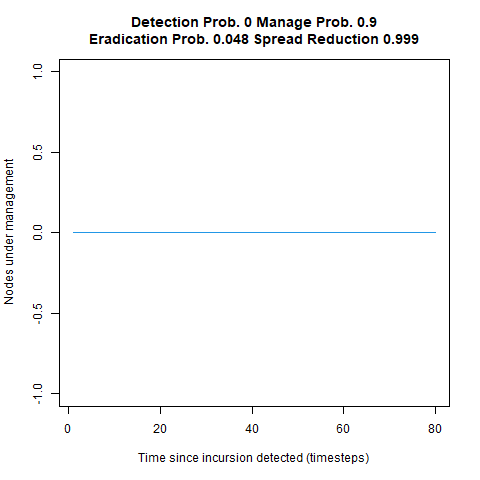 Detection Prob. 0 Manage Prob. 0.9
Eradication Prob. 0.048 Spread Reduction 0.999
Nodes under management
1.0
0.5
0.0
-0.5
-1.0
0 20 40 60 80
Time since incursion detected (timesteps)